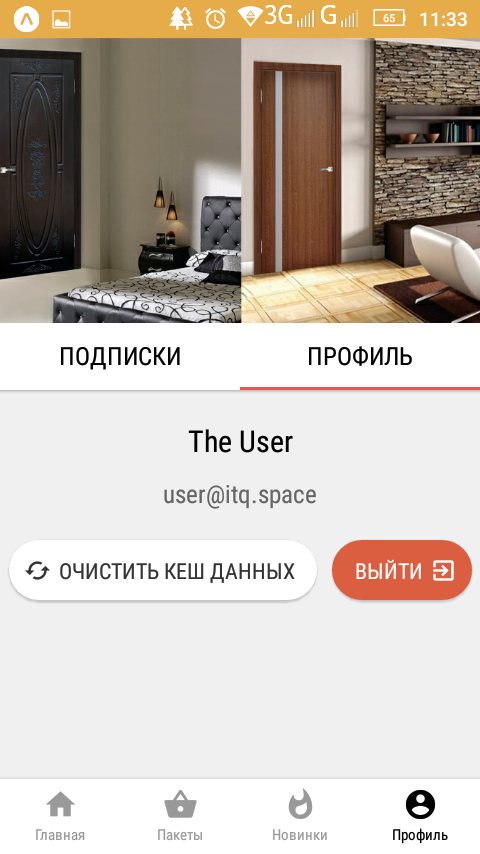 3G G 65 11:33
ПОДПИСКИ ПРОФИЛЬ
The User
user@itq.space
ОЧИСТИТЬ КЕШ ДАННЫХ ВЫЙТИ
Главная Пакеты Новинки Профиль